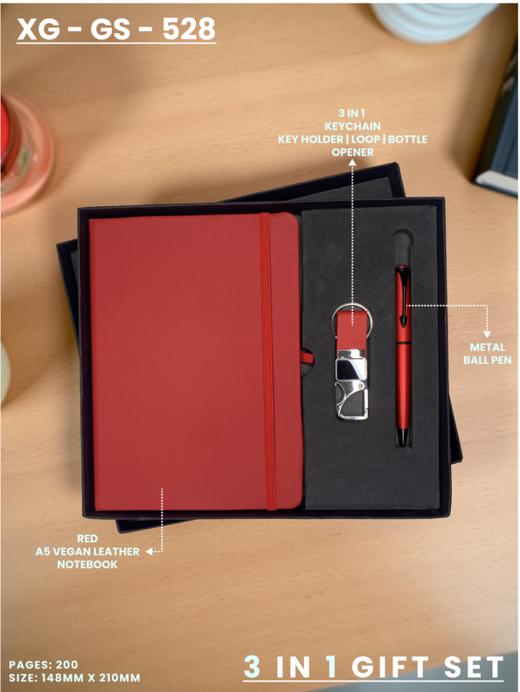 XG - GS - 528
3 IN 1
KEYCHAIN
KEY HOLDER | LOOP | BOTTLE
OPENER
METAL
BALL PEN
RED
A5 VEGAN LEATHER
NOTEBOOK
PAGES: 200
SIZE: 148MM X 210MM
3 IN 1 GIFT SET